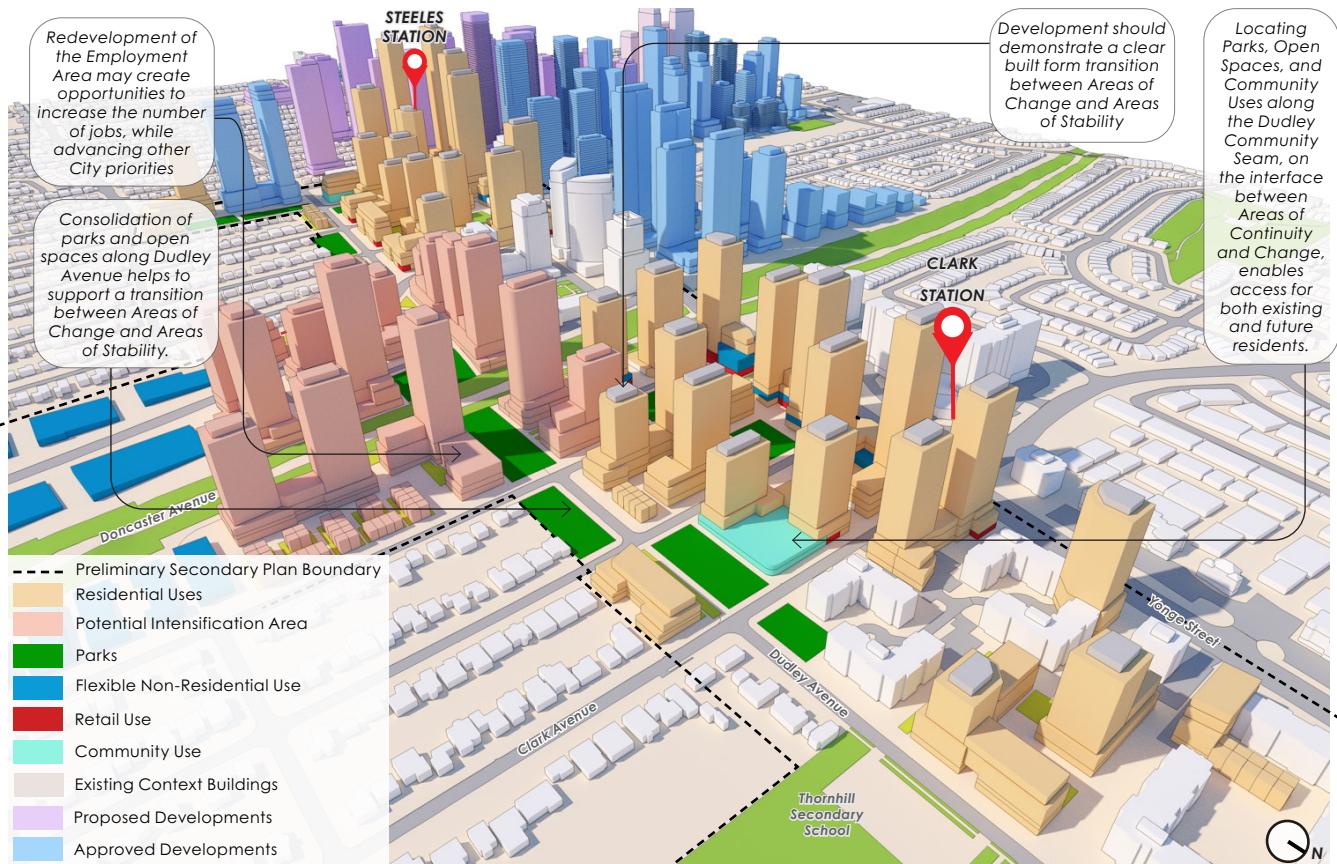 Redevelopment of
the Employment
Area may create
opportunities to
increase the number
of jobs, while
advancing other
City priorities
STEELES
STATION
Development should
demonstrate a clear
built form transition
between Areas of
Change and Areas
of Stability
Locating
Parks, Open
Spaces, and
Community
Uses along
the Dudley
Community
Seam, on
the interface
between
Areas of
Continuity
and Change,
enables
access for
both existing
and future
residents.
Consolidation of
parks and open
spaces along Dudley
Avenue helps to
support a transition
between Areas of
Change and Areas
of Stability.
CLARK
STATION
Doncaster Avenue
Yonge Street
Dudley Avenue
Clark Avenue
Thornhill
Secondary
School
Preliminary Secondary Plan Boundary
Residential Uses
Potential Intensification Area
Parks
Flexible Non-Residential Use
Retail Use
Community Use
Existing Context Buildings
Proposed Developments
Approved Developments
N